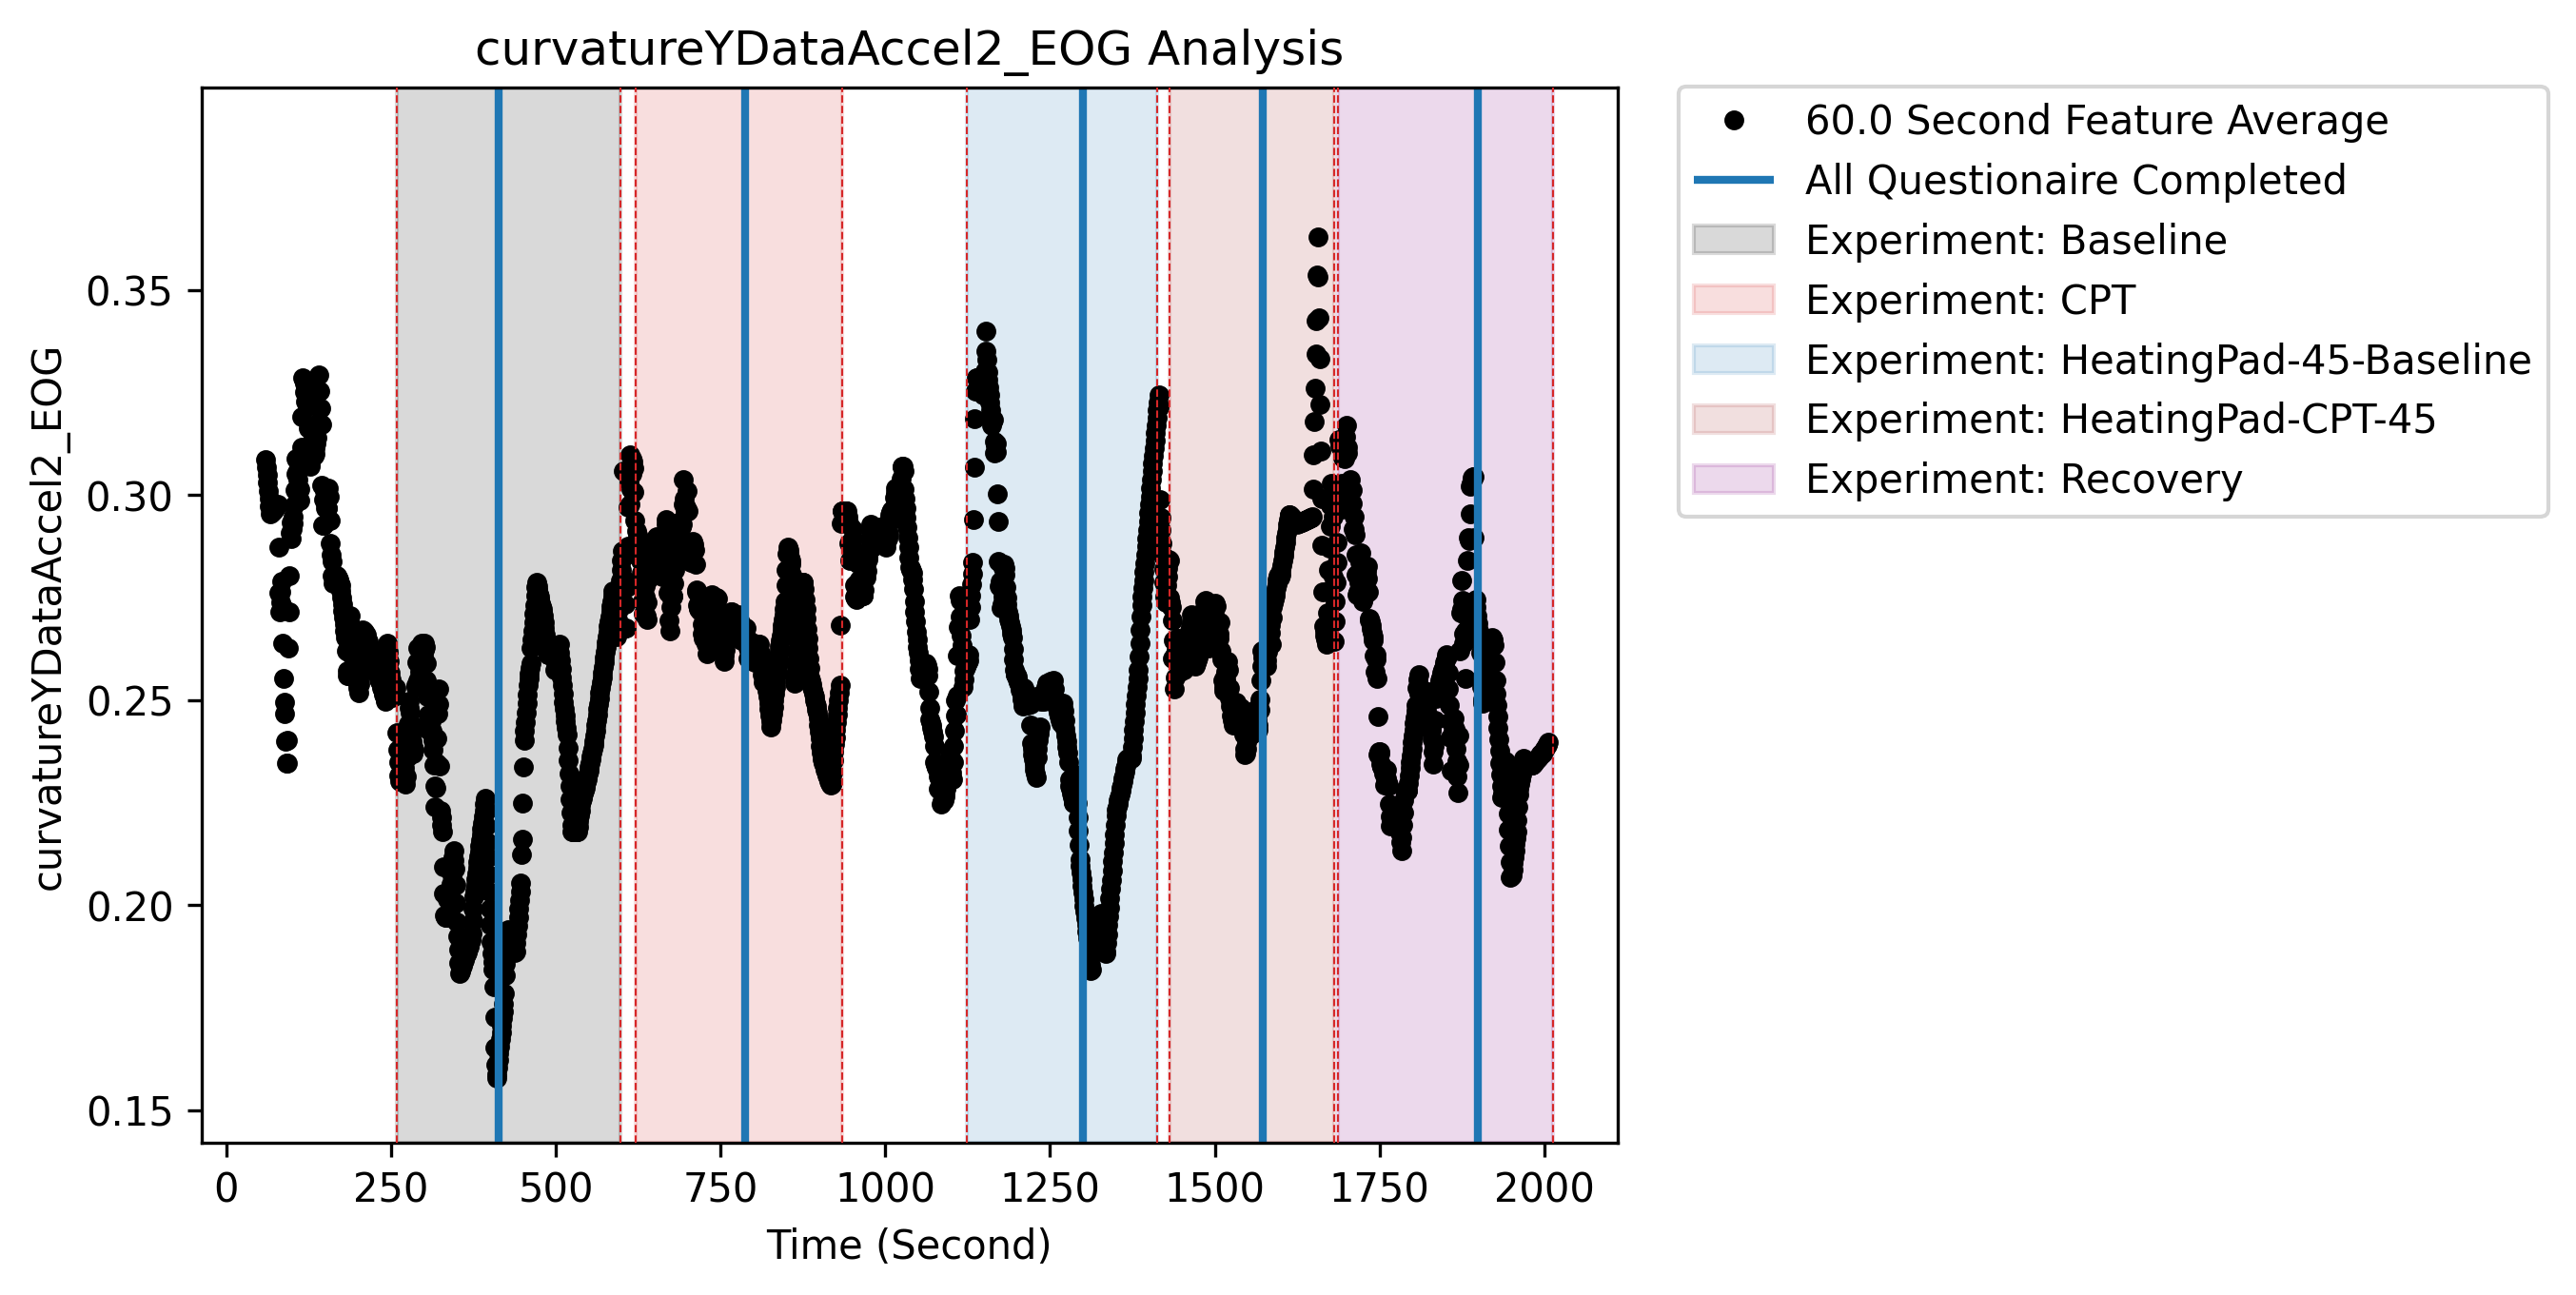 curvatureYDataAccel2_EOG Analysis
curvatureYDataAccel2_EOG
0.35
0.30
0.25
0.20
0.15
0 250 500 750 1000 1250 1500 1750 2000
Time (Second)
60.0 Second Feature Average
All Questionaire Completed
Experiment: Baseline
Experiment: CPT
Experiment: HeatingPad-45-Baseline
Experiment: HeatingPad-CPT-45
Experiment: Recovery